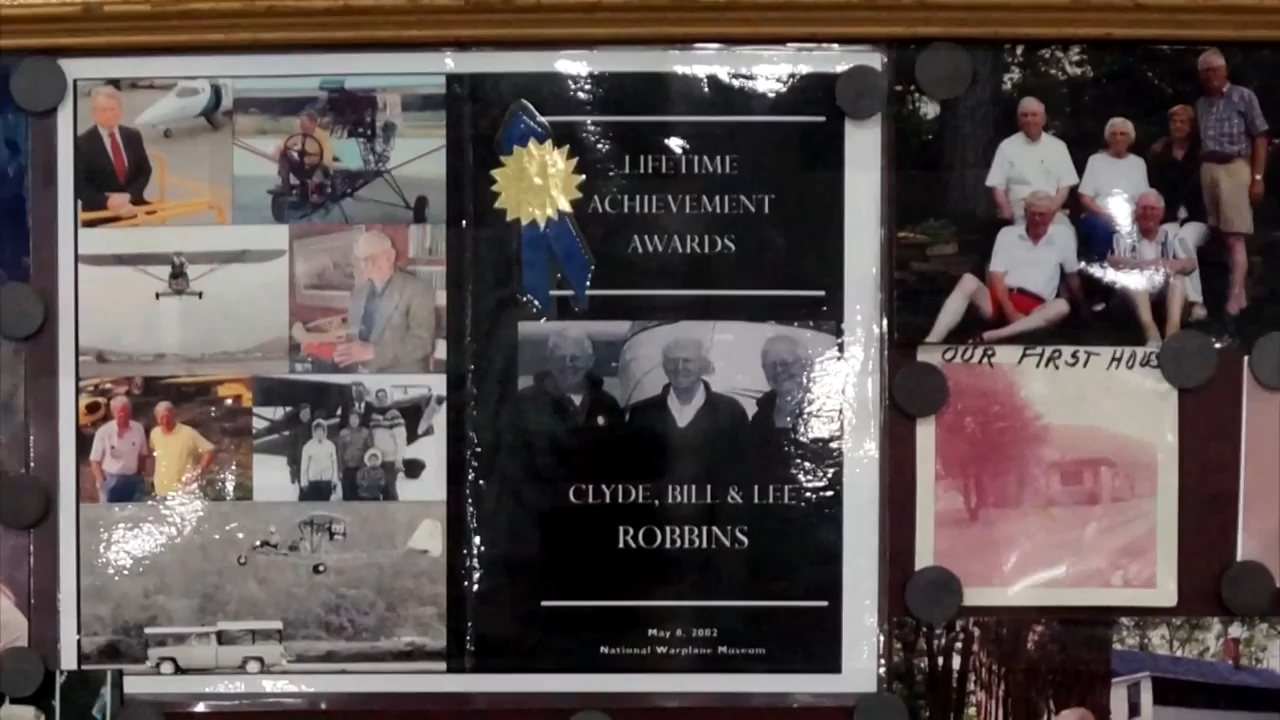 LIFETIME
ACHIEVEMENT
AWARDS
CLYDE, BILL & LEE
ROBBINS
May 8, 2002
National Warplane Museum
OUR FIRST HOUS